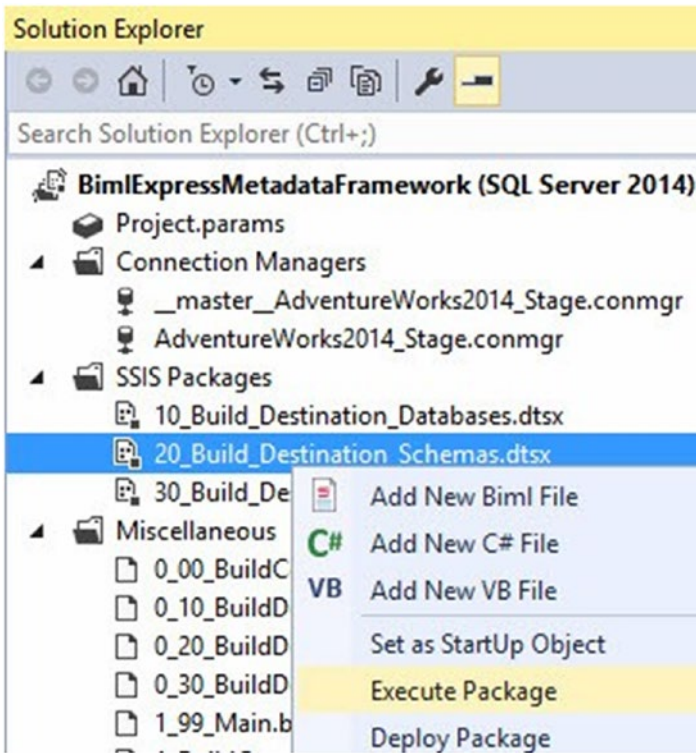 Solution Explorer
Search Solution Explorer (Ctrl+;)
BimlExpressMetadataFramework (SQL Server 2014)
Project.params
Connection Managers
__master__AdventureWorks2014_Stage.conmgr
AdventureWorks2014_Stage.conmgr
SSIS Packages
10_Build_Destination_Databases.dtsx
20_Build_Destination_Schemas.dtsx
30_Build_De
Add New Biml File
Miscellaneous
C# Add New C# File
0_00_BuildC
VB Add New VB File
0_10_BuildD
0_20_BuildD
Set as StartUp Object
0_30_BuildD
Execute Package
1_99_Main.b
Deploy Package